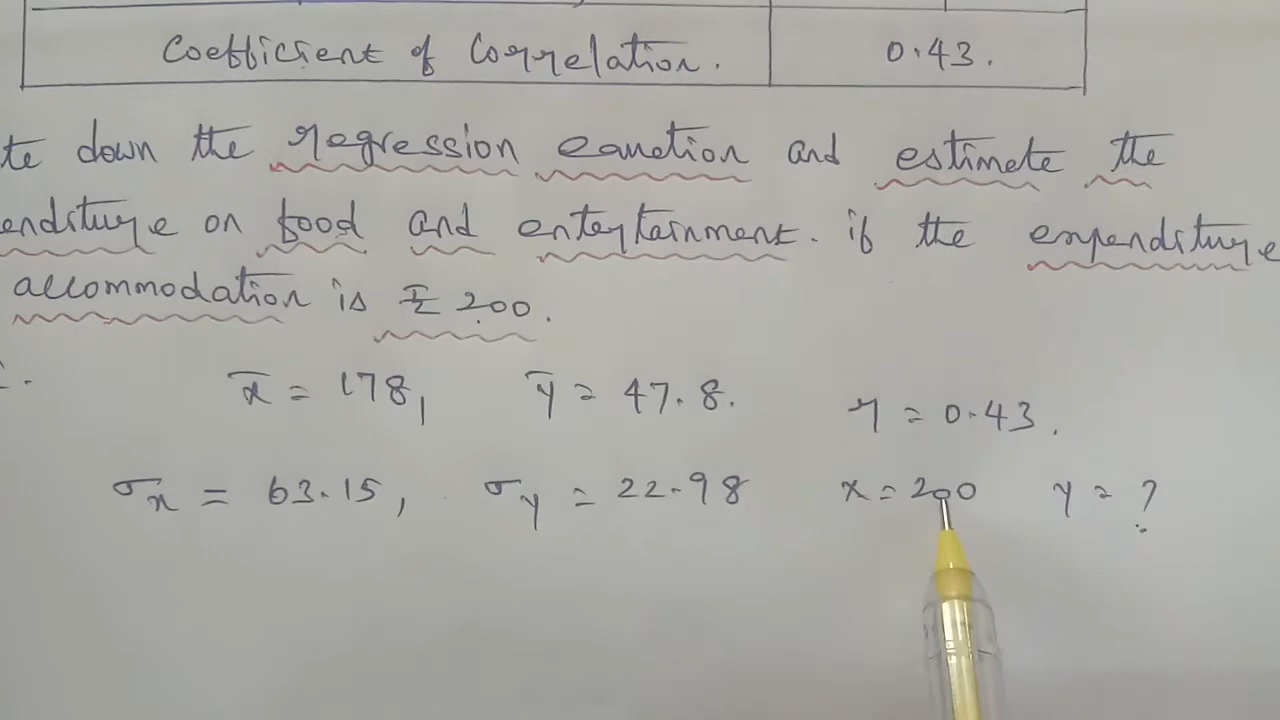 Coefficient of Correlation. 0.43.
te down the regression equation and estimate the
enditure on food and entertainment. if the expenditure
accommodation is ₹ 200.
x̄ = 178, ȳ = 47.8. r = 0.43.
σx = 63.15, σy = 22.98 x = 200 y = ?